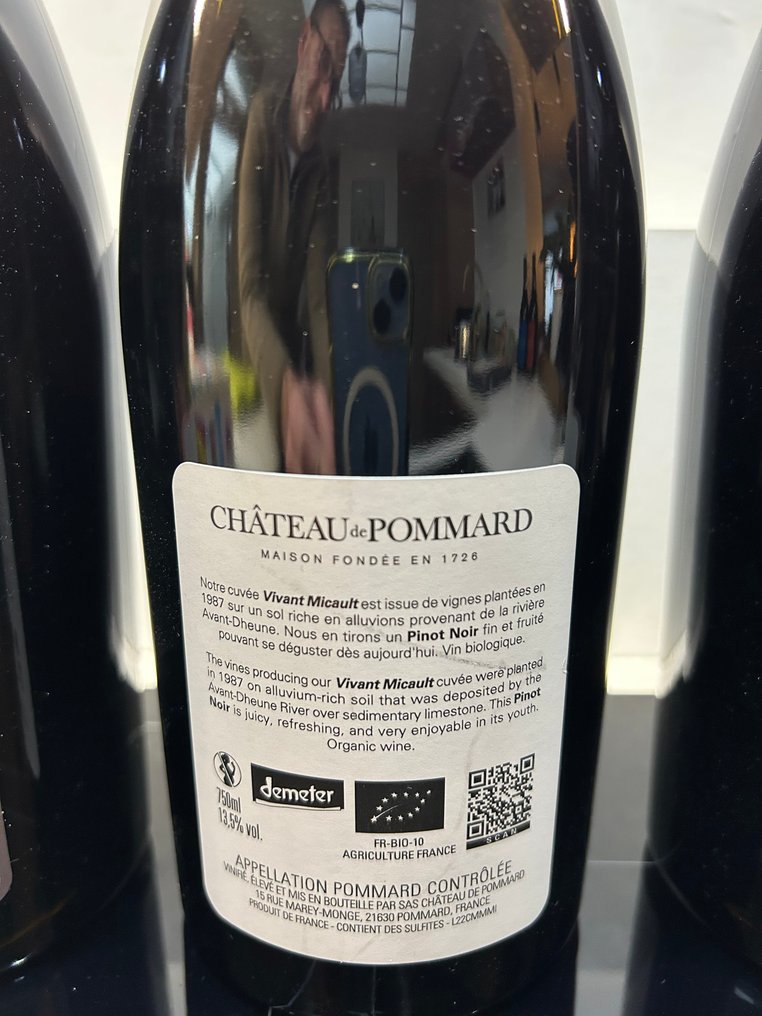 CHÂTEAU de POMMARD
MAISON FONDÉE EN 1726
Notre cuvée Vivant Micault est issue de vignes plantées en
1987 sur un sol riche en alluvions provenant de la rivière
Avant-Dheune. Nous en tirons un Pinot Noir fin et fruité
pouvant se déguster dès aujourd'hui. Vin biologique.
The vines producing our Vivant Micault cuvée were planted
in 1987 on alluvium-rich soil that was deposited by the
Avant-Dheune River over sedimentary limestone. This Pinot
Noir is juicy, refreshing, and very enjoyable in its youth.
Organic wine.
750ml
13,5% vol.
demeter
FR-BIO-10
AGRICULTURE FRANCE
SCAN
APPELLATION POMMARD CONTRÔLÉE
VINIFIÉ, ÉLEVÉ ET MIS EN BOUTEILLE PAR SAS CHÂTEAU DE POMMARD
15 RUE MAREY-MONGE, 21630 POMMARD, FRANCE
PRODUIT DE FRANCE - CONTIENT DES SULFITES - L22CMMMI